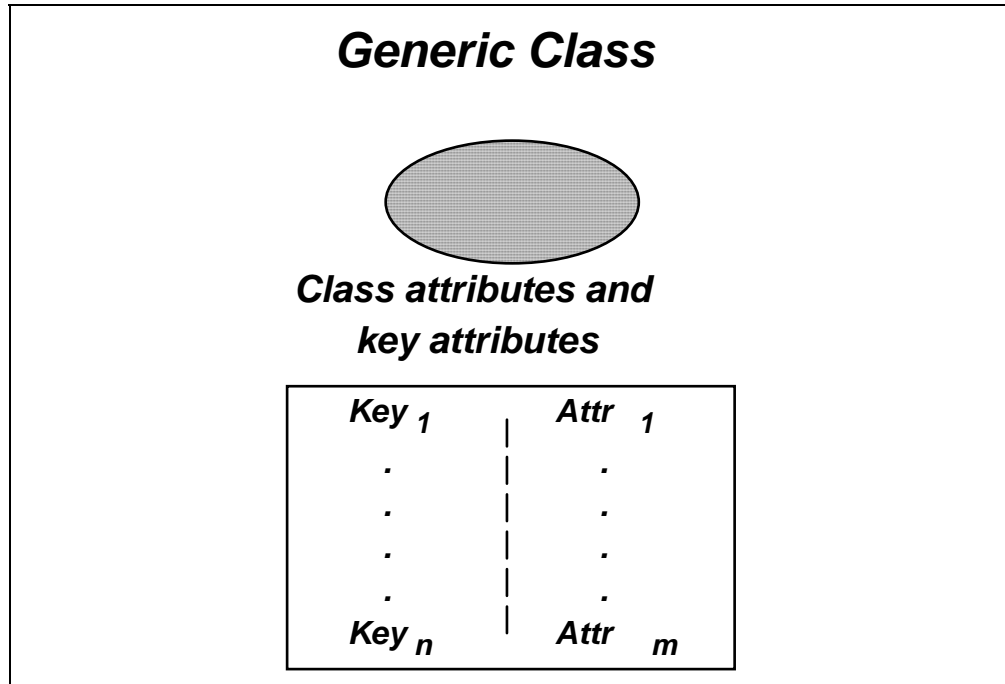 Generic Class
Class attributes and
key attributes
Key 1 Attr 1
. .
. .
. .
. .
Key n Attr m